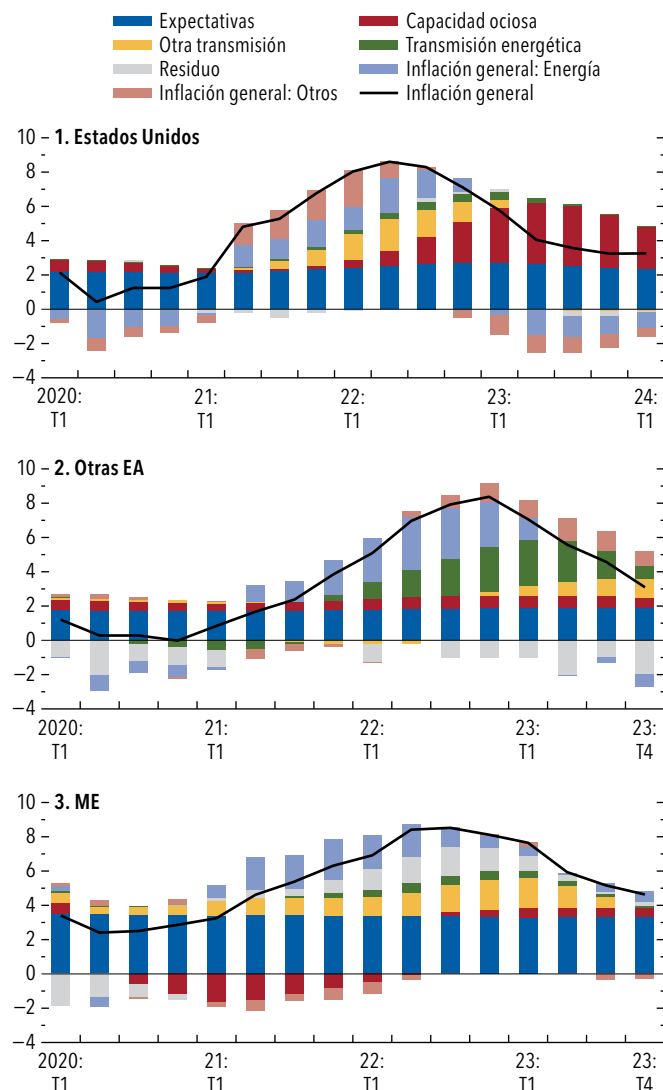 Expectativas
Capacidad ociosa
Otra transmisión
Transmisión energética
Residuo
Inflación general: Energía
Inflación general: Otros
Inflación general
1. Estados Unidos
10
8
6
4
2
0
−2
−4
2020: 21: 22: 23: 24:
T1 T1 T1 T1 T1
2. Otras EA
10
8
6
4
2
0
−2
−4
2020: 21: 22: 23: 23:
T1 T1 T1 T1 T4
3. ME
10
8
6
4
2
0
−2
−4
2020: 21: 22: 23: 23:
T1 T1 T1 T1 T4